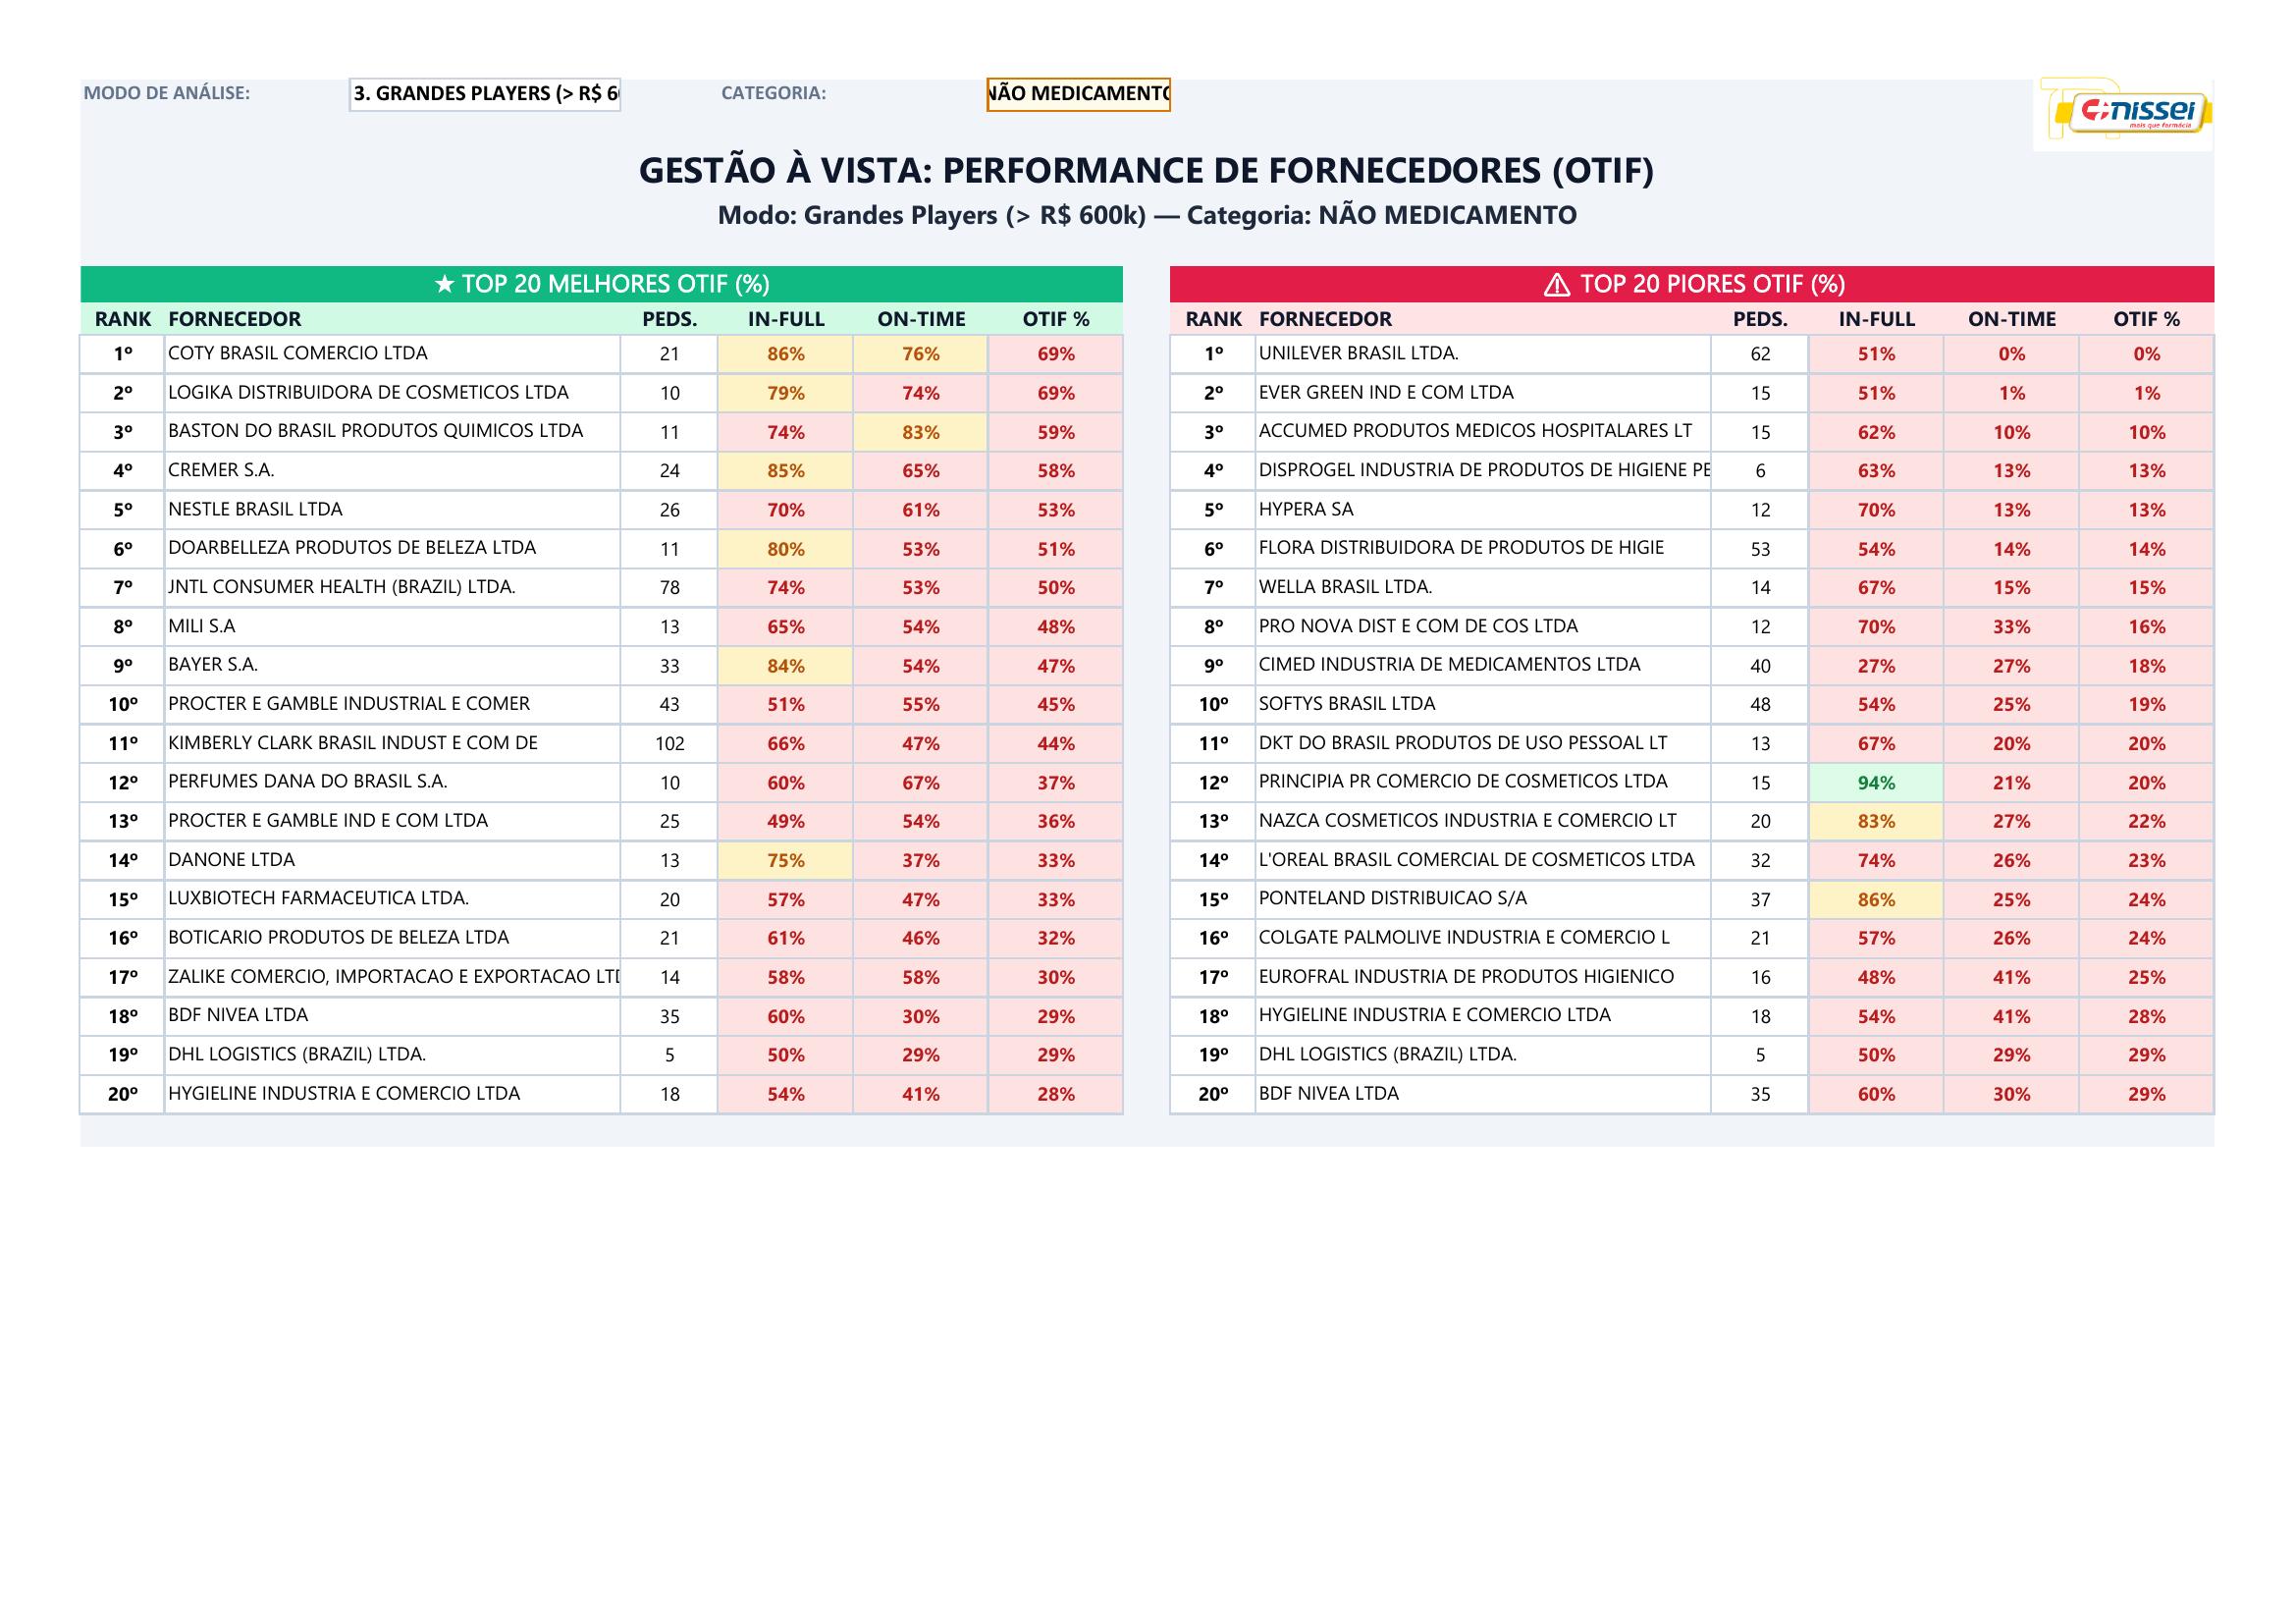 MODO DE ANÁLISE: 3. GRANDES PLAYERS (> R$ 6 CATEGORIA: NÃO MEDICAMENTO
nissei
mais que farmácia
GESTÃO À VISTA: PERFORMANCE DE FORNECEDORES (OTIF)
Modo: Grandes Players (> R$ 600k) — Categoria: NÃO MEDICAMENTO
★ TOP 20 MELHORES OTIF (%)
RANK FORNECEDOR PEDS. IN-FULL ON-TIME OTIF %
1º COTY BRASIL COMERCIO LTDA 21 86% 76% 69%
2º LOGIKA DISTRIBUIDORA DE COSMETICOS LTDA 10 79% 74% 69%
3º BASTON DO BRASIL PRODUTOS QUIMICOS LTDA 11 74% 83% 59%
4º CREMER S.A. 24 85% 65% 58%
5º NESTLE BRASIL LTDA 26 70% 61% 53%
6º DOARBELLEZA PRODUTOS DE BELEZA LTDA 11 80% 53% 51%
7º JNTL CONSUMER HEALTH (BRAZIL) LTDA. 78 74% 53% 50%
8º MILI S.A 13 65% 54% 48%
9º BAYER S.A. 33 84% 54% 47%
10º PROCTER E GAMBLE INDUSTRIAL E COMER 43 51% 55% 45%
11º KIMBERLY CLARK BRASIL INDUST E COM DE 102 66% 47% 44%
12º PERFUMES DANA DO BRASIL S.A. 10 60% 67% 37%
13º PROCTER E GAMBLE IND E COM LTDA 25 49% 54% 36%
14º DANONE LTDA 13 75% 37% 33%
15º LUXBIOTECH FARMACEUTICA LTDA. 20 57% 47% 33%
16º BOTICARIO PRODUTOS DE BELEZA LTDA 21 61% 46% 32%
17º ZALIKE COMERCIO, IMPORTACAO E EXPORTACAO LTD 14 58% 58% 30%
18º BDF NIVEA LTDA 35 60% 30% 29%
19º DHL LOGISTICS (BRAZIL) LTDA. 5 50% 29% 29%
20º HYGIELINE INDUSTRIA E COMERCIO LTDA 18 54% 41% 28%
⚠ TOP 20 PIORES OTIF (%)
RANK FORNECEDOR PEDS. IN-FULL ON-TIME OTIF %
1º UNILEVER BRASIL LTDA. 62 51% 0% 0%
2º EVER GREEN IND E COM LTDA 15 51% 1% 1%
3º ACCUMED PRODUTOS MEDICOS HOSPITALARES LT 15 62% 10% 10%
4º DISPROGEL INDUSTRIA DE PRODUTOS DE HIGIENE PE 6 63% 13% 13%
5º HYPERA SA 12 70% 13% 13%
6º FLORA DISTRIBUIDORA DE PRODUTOS DE HIGIE 53 54% 14% 14%
7º WELLA BRASIL LTDA. 14 67% 15% 15%
8º PRO NOVA DIST E COM DE COS LTDA 12 70% 33% 16%
9º CIMED INDUSTRIA DE MEDICAMENTOS LTDA 40 27% 27% 18%
10º SOFTYS BRASIL LTDA 48 54% 25% 19%
11º DKT DO BRASIL PRODUTOS DE USO PESSOAL LT 13 67% 20% 20%
12º PRINCIPIA PR COMERCIO DE COSMETICOS LTDA 15 94% 21% 20%
13º NAZCA COSMETICOS INDUSTRIA E COMERCIO LT 20 83% 27% 22%
14º L'OREAL BRASIL COMERCIAL DE COSMETICOS LTDA 32 74% 26% 23%
15º PONTELAND DISTRIBUICAO S/A 37 86% 25% 24%
16º COLGATE PALMOLIVE INDUSTRIA E COMERCIO L 21 57% 26% 24%
17º EUROFRAL INDUSTRIA DE PRODUTOS HIGIENICO 16 48% 41% 25%
18º HYGIELINE INDUSTRIA E COMERCIO LTDA 18 54% 41% 28%
19º DHL LOGISTICS (BRAZIL) LTDA. 5 50% 29% 29%
20º BDF NIVEA LTDA 35 60% 30% 29%